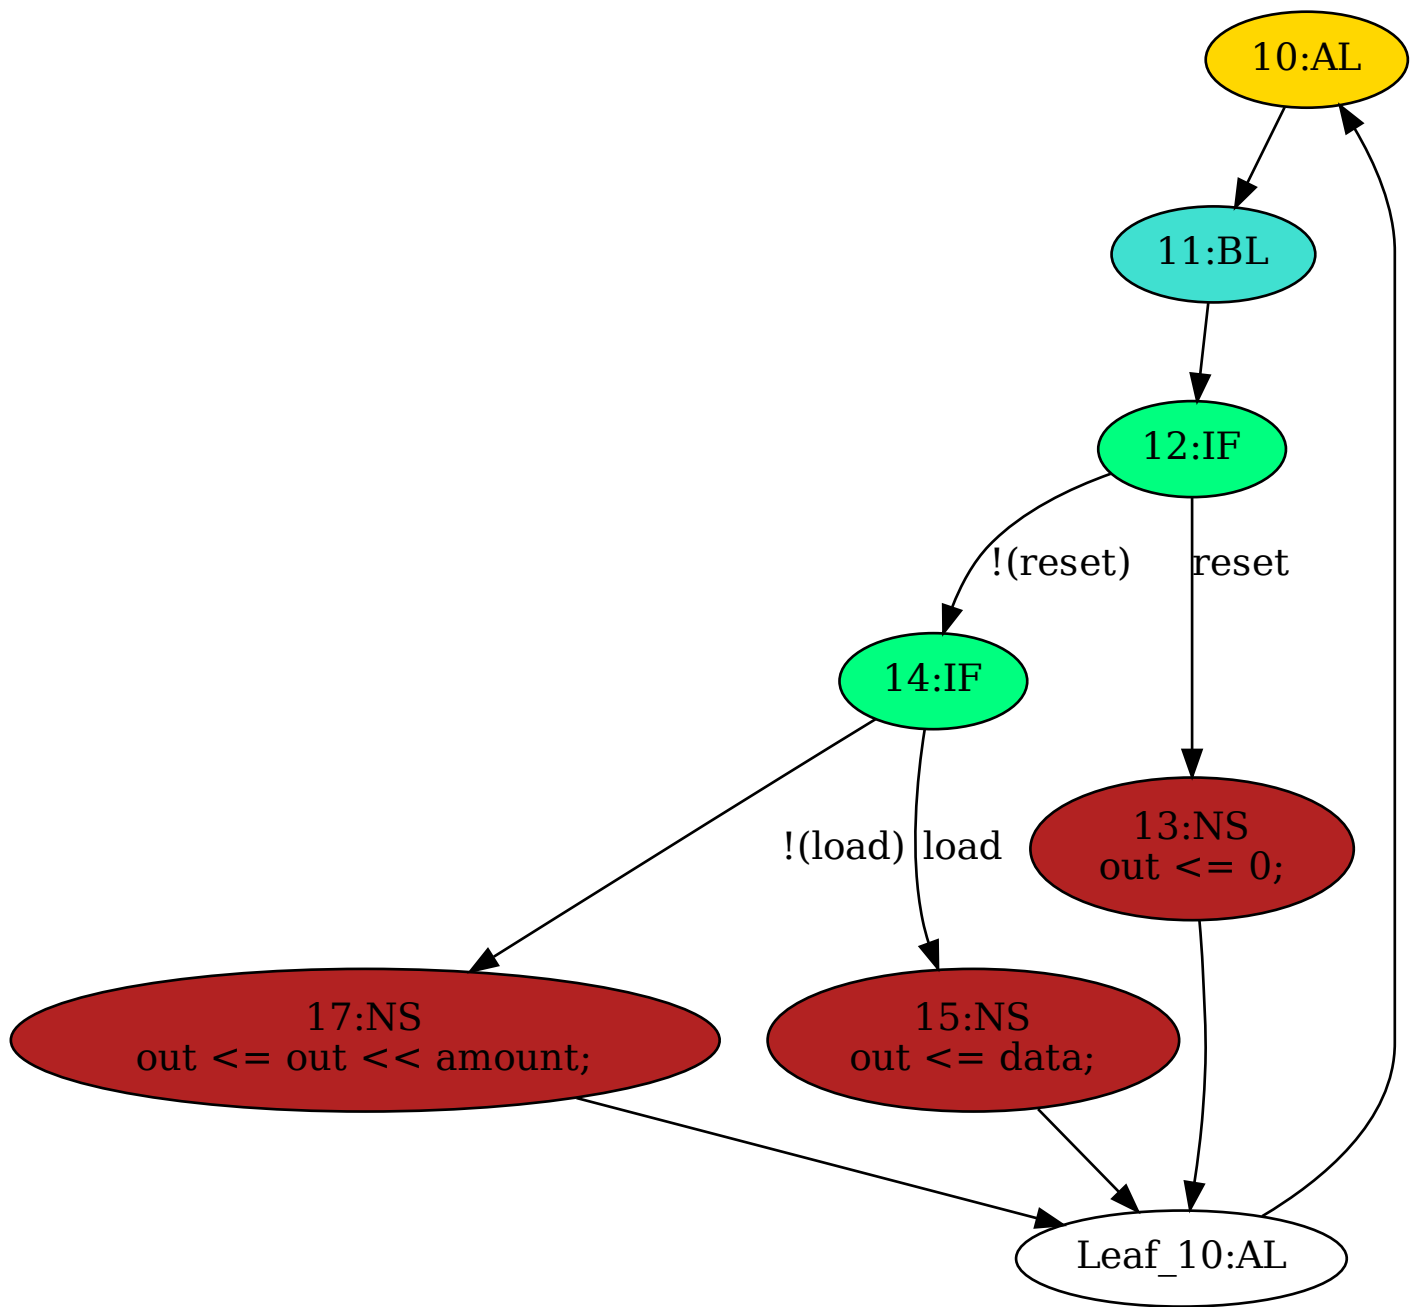 10:AL
11:BL
12:IF
!(reset)
reset
14:IF
!(load)
load
13:NS
out <= 0;
17:NS
out <= out << amount;
15:NS
out <= data;
Leaf_10:AL